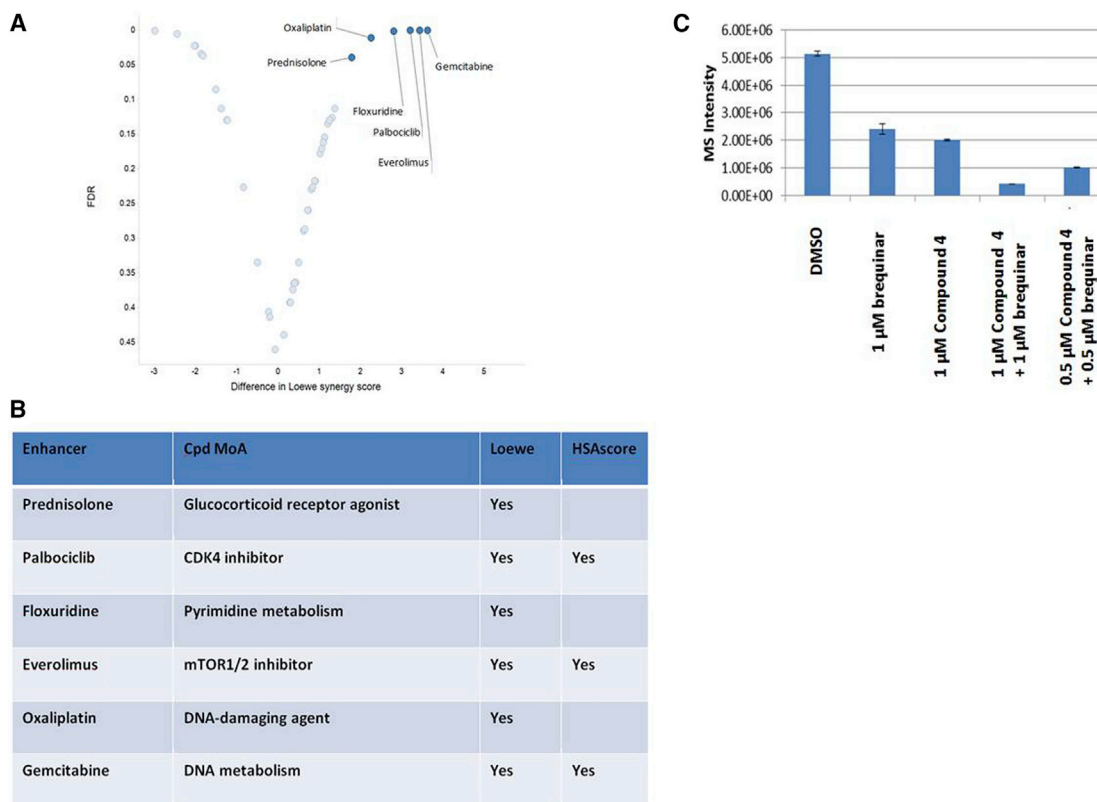 A
0
0.05
0.1
0.15
0.2
0.25
0.3
0.35
0.4
0.45
FDR
Oxaliplatin
Prednisolone
Gemcitabine
Floxuridine
Palbociclib
Everolimus
-3
-2
-1
0
1
2
3
4
5
Difference in Loewe synergy score
C
MS Intensity
6.00E+06
5.00E+06
4.00E+06
3.00E+06
2.00E+06
1.00E+06
0.00E+00
DMSO
1 µM brequinar
1 µM Compound 4
1 µM Compound 4
+ 1 µM brequinar
0.5 µM Compound 4
+ 0.5 µM brequinar
B
Enhancer Cpd MoA Loewe HSAscore
Prednisolone Glucocorticoid receptor agonist Yes
Palbociclib CDK4 inhibitor Yes Yes
Floxuridine Pyrimidine metabolism Yes
Everolimus mTOR1/2 inhibitor Yes Yes
Oxaliplatin DNA-damaging agent Yes
Gemcitabine DNA metabolism Yes Yes